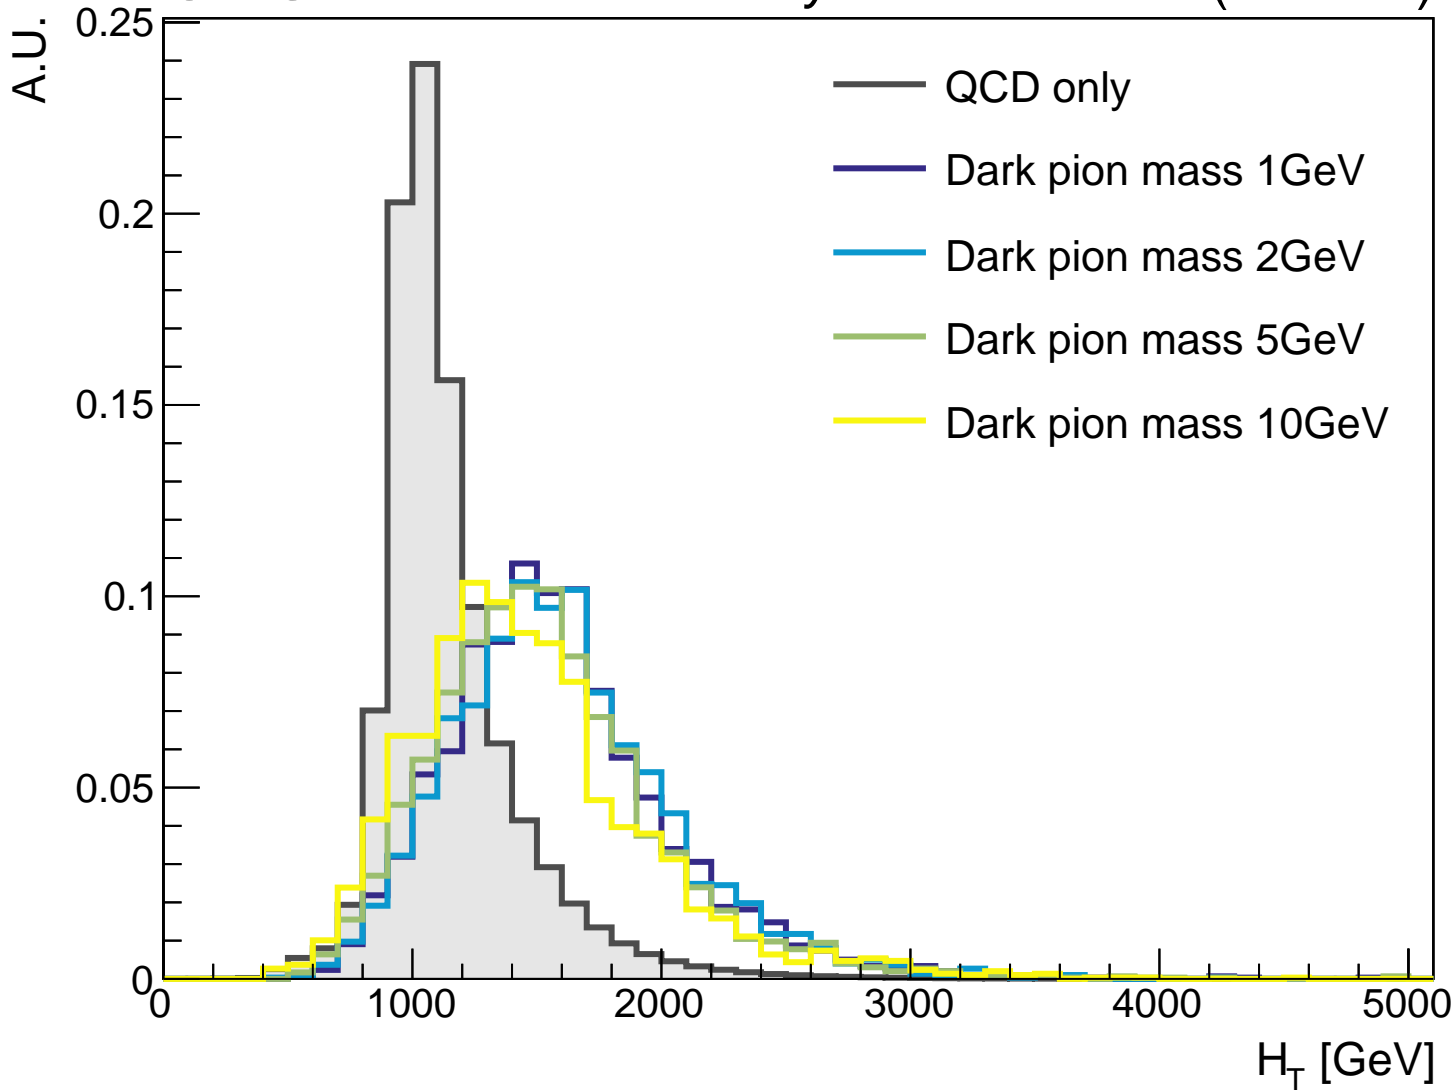 A.U.
0.25
0.2
0.15
0.1
0.05
0
QCD only
Dark pion mass 1GeV
Dark pion mass 2GeV
Dark pion mass 5GeV
Dark pion mass 10GeV
0 1000 2000 3000 4000 5000
H_T [GeV]